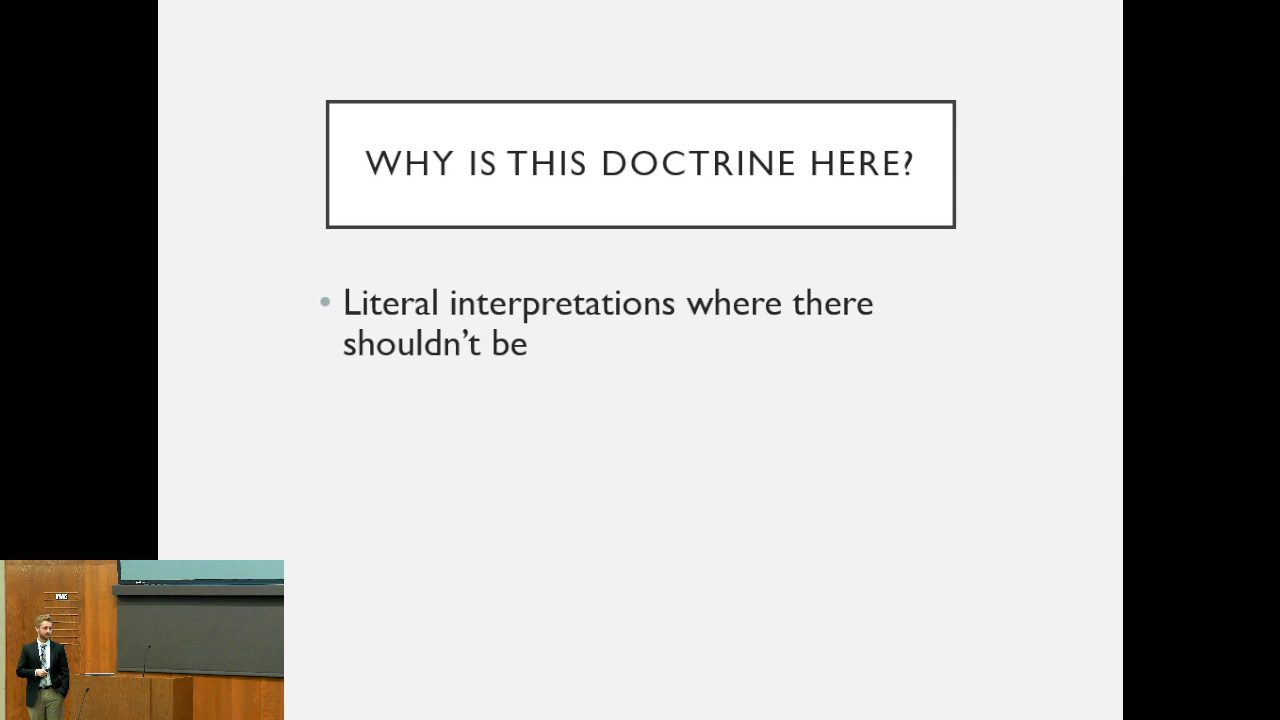 WHY IS THIS DOCTRINE HERE?
• Literal interpretations where there
shouldn't be